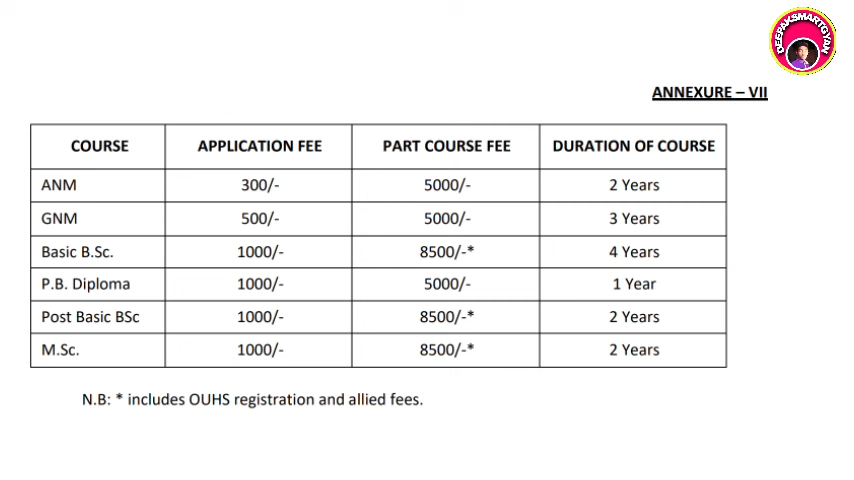 DEEPAKSMARTGYAN
ANNEXURE – VII
COURSE APPLICATION FEE PART COURSE FEE DURATION OF COURSE
ANM 300/- 5000/- 2 Years
GNM 500/- 5000/- 3 Years
Basic B.Sc. 1000/- 8500/-* 4 Years
P.B. Diploma 1000/- 5000/- 1 Year
Post Basic BSc 1000/- 8500/-* 2 Years
M.Sc. 1000/- 8500/-* 2 Years
N.B: * includes OUHS registration and allied fees.